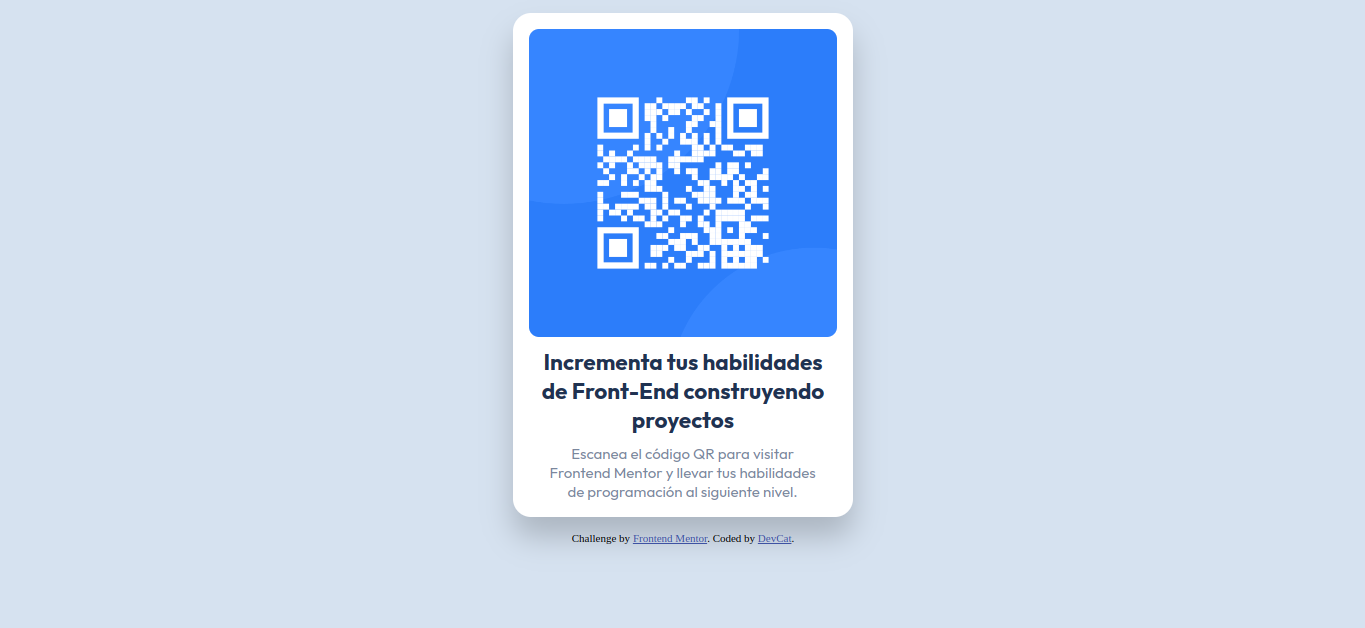 Incrementa tus habilidades
de Front-End construyendo
proyectos
Escanea el código QR para visitar
Frontend Mentor y llevar tus habilidades
de programación al siguiente nivel.
Challenge by Frontend Mentor. Coded by DevCat.